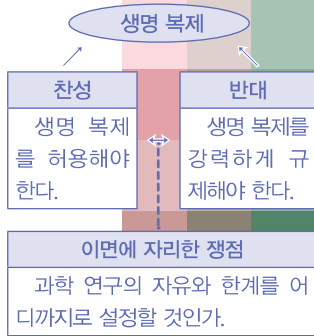 생명 복제
찬성
생명 복제
를 허용해야
한다.
반대
생명 복제를
강력하게 규
제해야 한다.
이면에 자리한 쟁점
과학 연구의 자유와 한계를 어
디까지로 설정할 것인가.